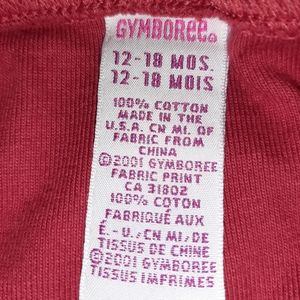 GYMBOREE®
12-18 MOS.
12-18 MOIS
100% COTTON
MADE IN THE
U.S.A. CN MI. OF
FABRIC FROM
CHINA
©2001 GYMBOREE
FABRIC PRINT
CA 31802
100% COTON
FABRIQUÉ AUX
É.-U., CN MI, DE
TISSUS DE CHINE
©2001 GYMBOREE
TISSUS IMPRIMES